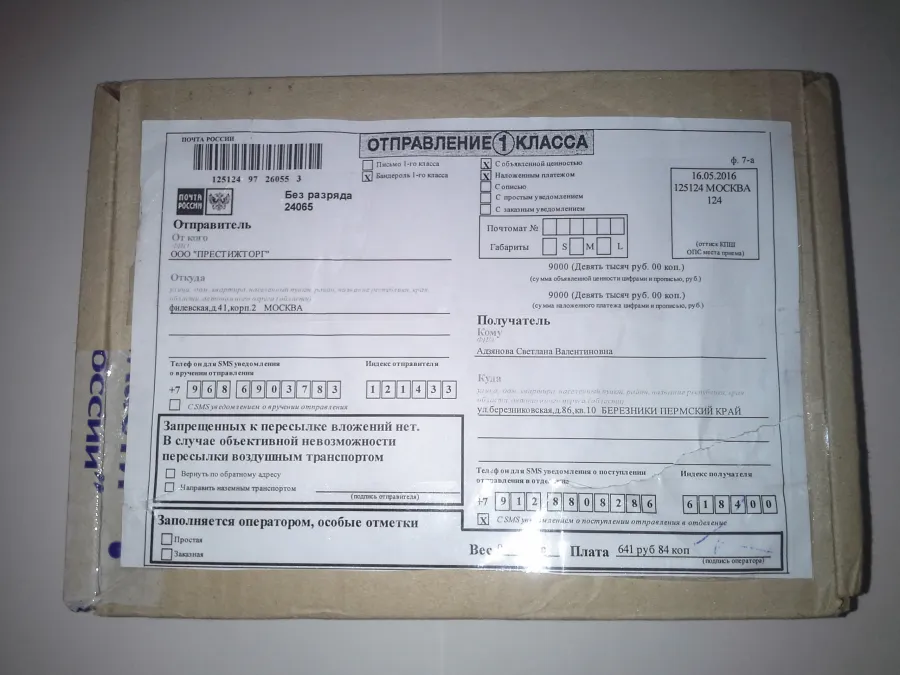 ПОЧТА РОССИИ
125124 97 26055 3
ПОЧТА РОССИИ
Без разряда
24065
ОТПРАВЛЕНИЕ 1 КЛАССА
Письмо 1-го класса
X Бандероль 1-го класса
X С объявленной ценностью
X Наложенным платежом
С описью
С простым уведомлением
С заказным уведомлением
ф. 7-а
16.05.2016
125124 МОСКВА
124
(оттиск КПШ
ОПС места приема)
Почтомат №
Габариты S M L
Отправитель
От кого
ООО "ПРЕСТИЖТОРГ"
Откуда
филевская,д.41,корп.2 МОСКВА
Телефон для SMS уведомления
о вручении отправления
Индекс отправителя
+7 9 6 8 6 9 0 3 7 8 3
1 2 1 4 3 3
С SMS уведомлением о вручении отправления
9000 (Девять тысяч руб. 00 коп.)
(сумма объявленной ценности цифрами и прописью, руб.)
9000 (Девять тысяч руб. 00 коп.)
(сумма наложенного платежа цифрами и прописью, руб.)
Получатель
Кому
Адзянова Светлана Валентиновна
Куда
ул.березниковская,д.86,кв.10 БЕРЕЗНИКИ ПЕРМСКИЙ КРАЙ
Телефон для SMS уведомления о поступлении
отправления в
Индекс получателя
+7 9 1 2 8 8 0 8 2 8 6
6 1 8 4 0 0
X С SMS уведомлением о поступлении отправления в отделение
Запрещенных к пересылке вложений нет.
В случае объективной невозможности
пересылки воздушным транспортом
Вернуть по обратному адресу
Направить наземным транспортом
(подпись отправителя)
Заполняется оператором, особые отметки
Простая
Заказная
Вес
Плата 641 руб 84 коп
(подпись оператора)
ОССИИ